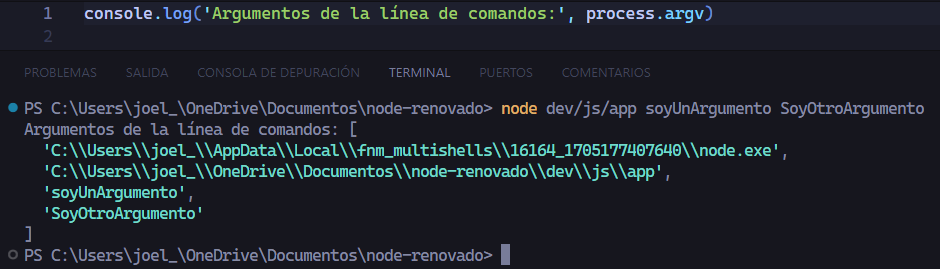 1 console.log('Argumentos de la línea de comandos:', process.argv)
2
PROBLEMAS SALIDA CONSOLA DE DEPURACIÓN TERMINAL PUERTOS COMENTARIOS
PS C:\Users\joel_\OneDrive\Documentos\node-renovado> node dev/js/app soyUnArgumento SoyOtroArgumento
Argumentos de la línea de comandos: [
  'C:\\Users\\joel_\\AppData\\Local\\fnm_multishells\\16164_1705177407640\\node.exe',
  'C:\\Users\\joel_\\OneDrive\\Documentos\\node-renovado\\dev\\js\\app',
  'soyUnArgumento',
  'SoyOtroArgumento'
]
PS C:\Users\joel_\OneDrive\Documentos\node-renovado>